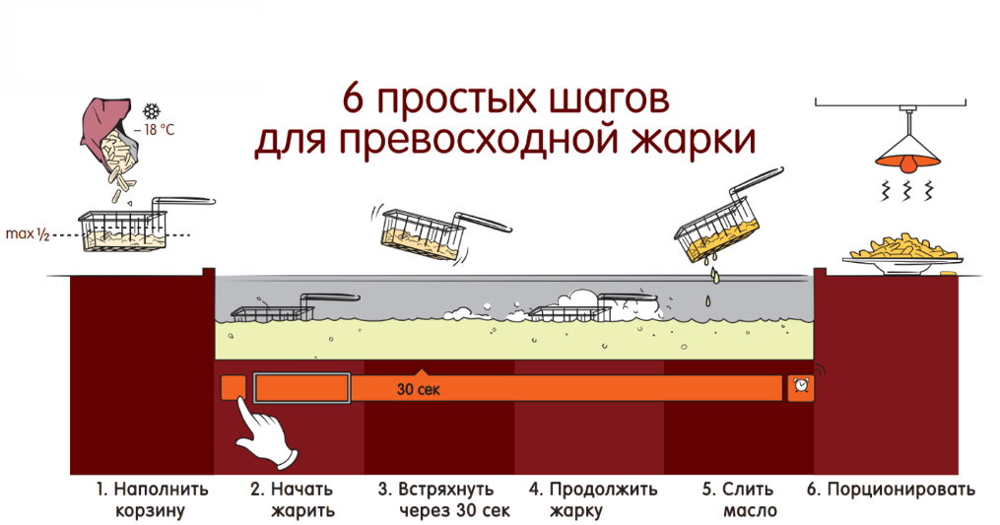 6 простых шагов
для превосходной жарки
– 18 °C
max ½
30 сек
1. Наполнить
корзину
2. Начать
жарить
3. Встряхнуть
через 30 сек
4. Продолжить
жарку
5. Слить
масло
6. Порционировать